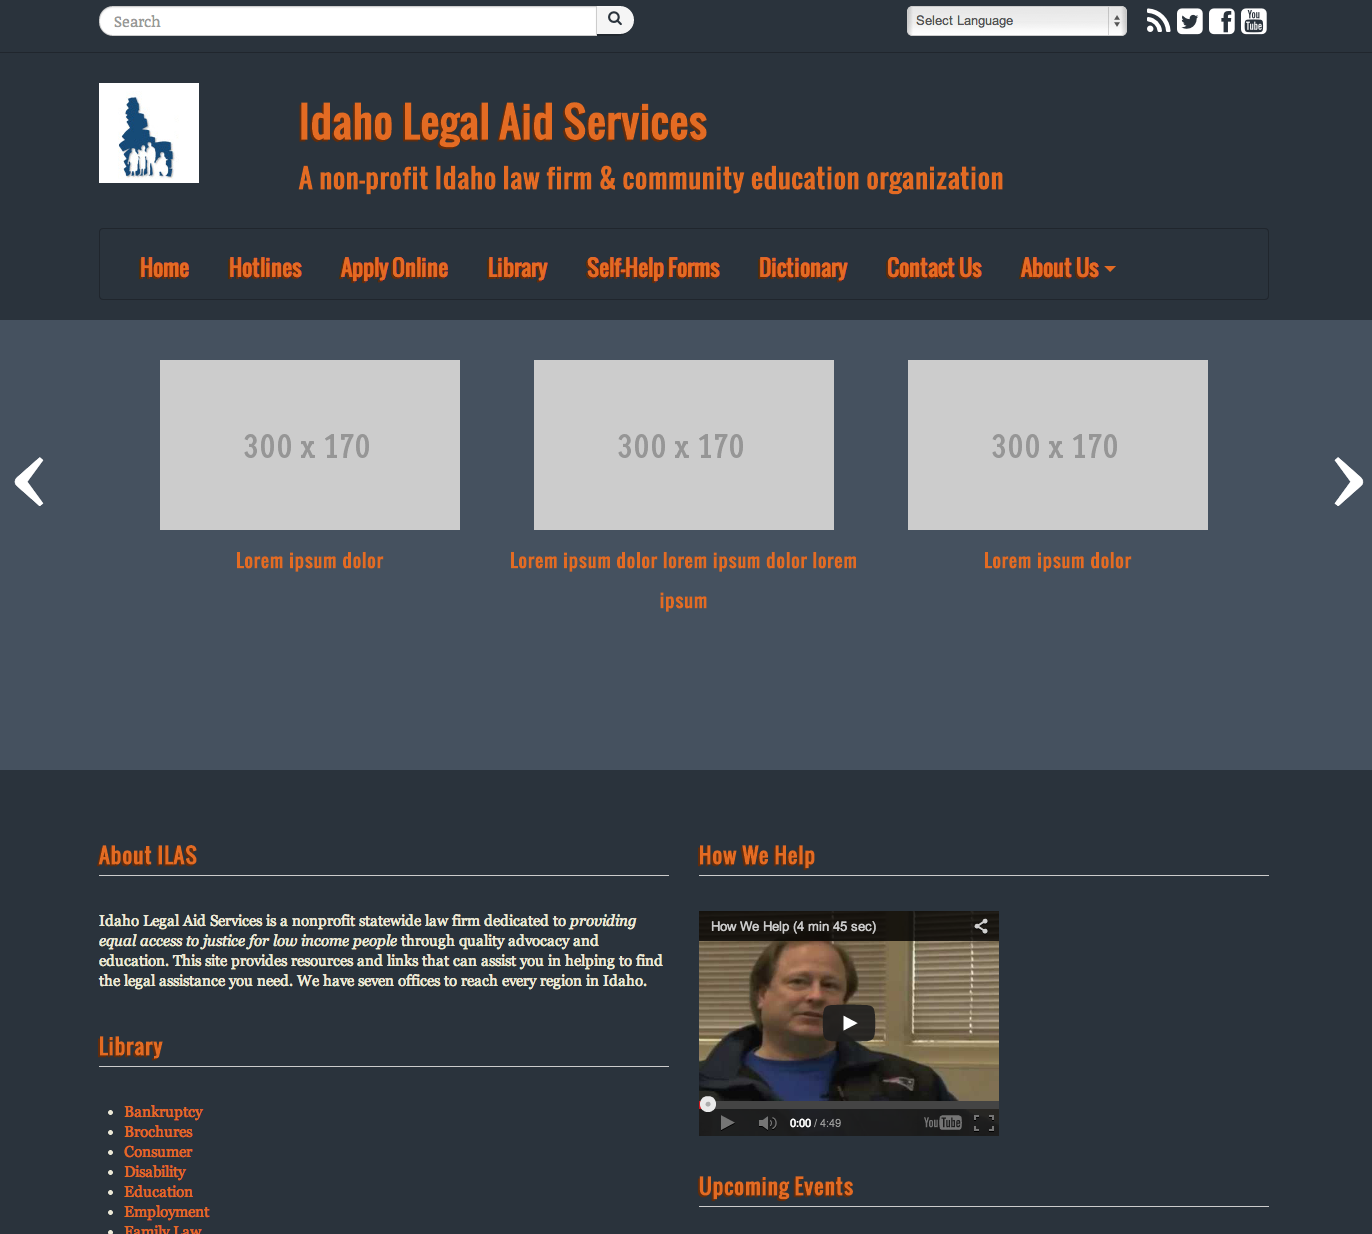 Search
Select Language
You
Tube
Idaho Legal Aid Services
A non-profit Idaho law firm & community education organization
Home Hotlines Apply Online Library Self-Help Forms Dictionary Contact Us About Us
300 x 170
300 x 170
300 x 170
Lorem ipsum dolor
Lorem ipsum dolor lorem ipsum dolor lorem
ipsum
Lorem ipsum dolor
About ILAS
Idaho Legal Aid Services is a nonprofit statewide law firm dedicated to providing
equal access to justice for low income people through quality advocacy and
education. This site provides resources and links that can assist you in helping to find
the legal assistance you need. We have seven offices to reach every region in Idaho.
Library
Bankruptcy
Brochures
Consumer
Disability
Education
Employment
Family Law
How We Help
How We Help (4 min 45 sec)
0:00 / 4:49
YouTube
Upcoming Events